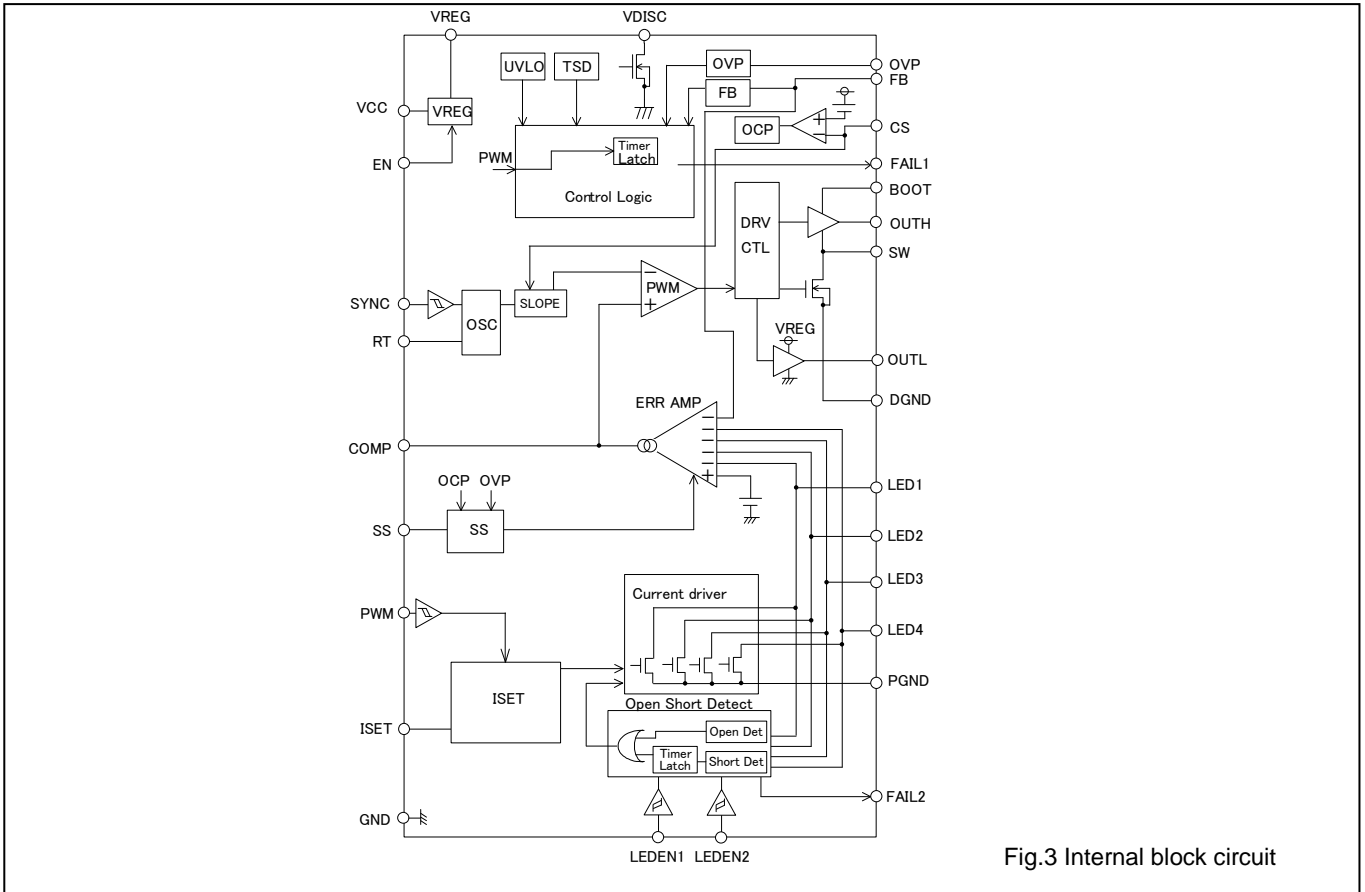 VREG VDISC
UVLO TSD OVP OVP
FB FB
VCC VREG
OCP + − CS
EN PWM Timer Latch FAIL1
Control Logic
BOOT
DRV CTL OUTH
SW
SYNC SLOPE − PWM +
OSC
RT VREG
OUTL
DGND
ERR AMP
COMP − − − − − +
OCP OVP LED1
SS SS
LED2
Current driver LED3
PWM
LED4
ISET PGND
Open Short Detect
ISET Open Det
Timer Latch Short Det
FAIL2
GND
LEDEN1 LEDEN2
Fig.3 Internal block circuit